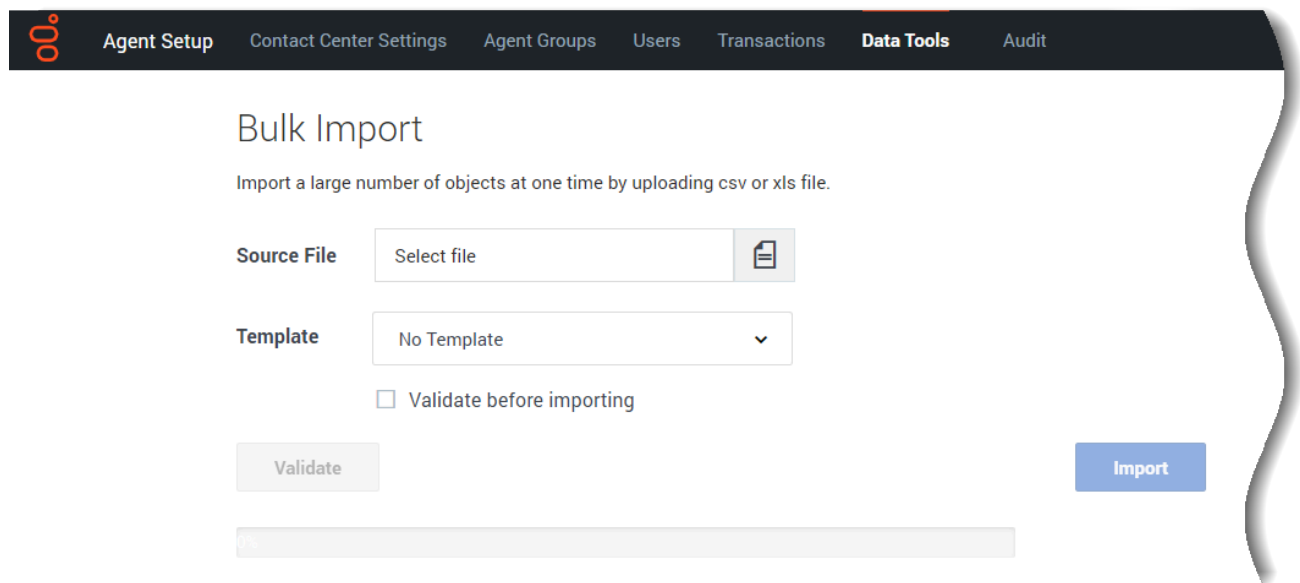 Agent Setup Contact Center Settings Agent Groups Users Transactions Data Tools Audit
Bulk Import
Import a large number of objects at one time by uploading csv or xls file.
Source File Select file
Template No Template
Validate before importing
Validate Import
0%